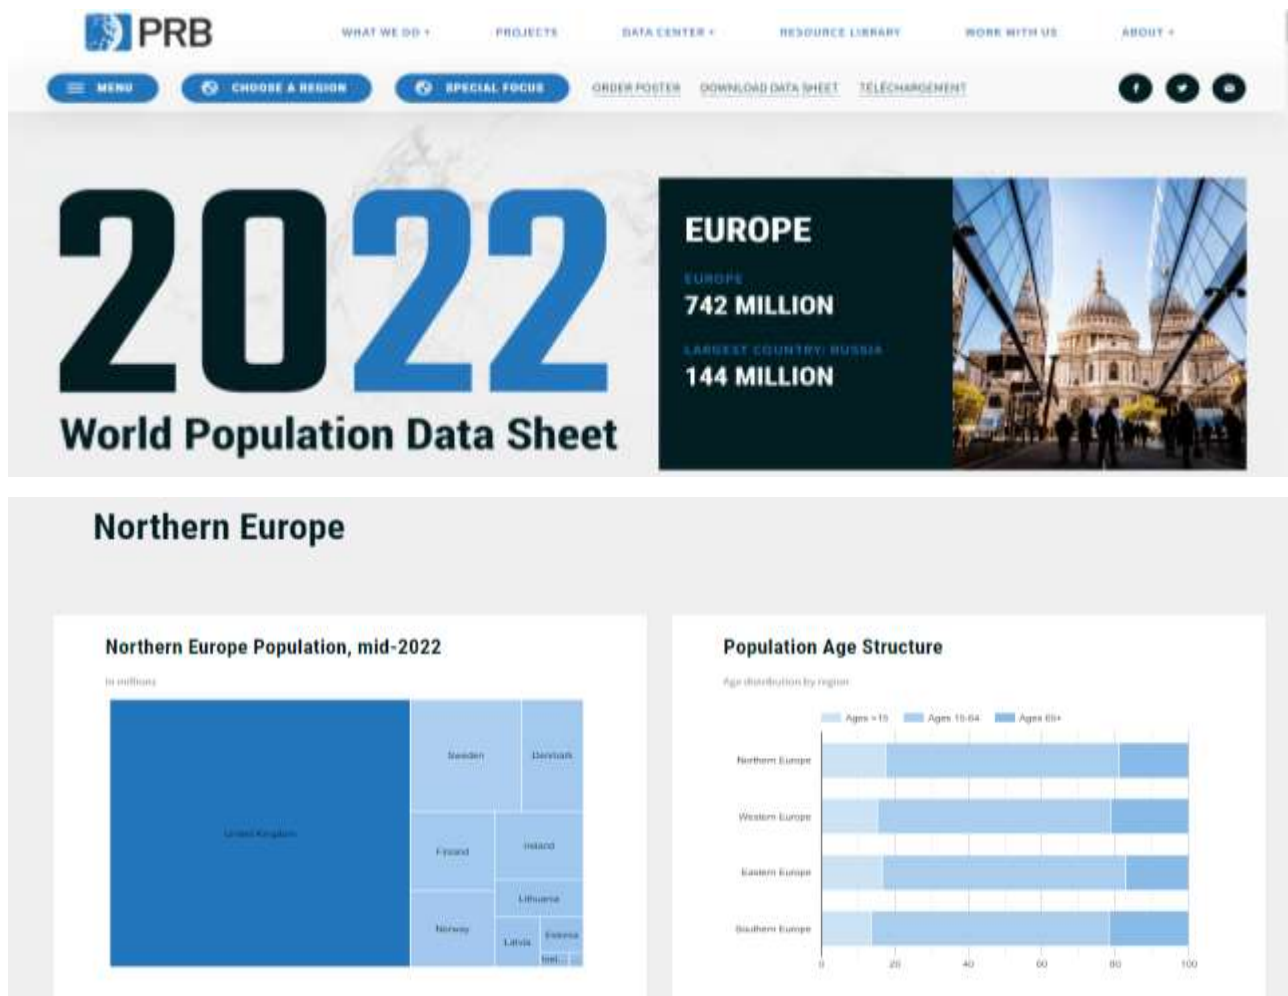 PRB
WHAT WE DO +
PROJECTS
DATA CENTER +
RESOURCE LIBRARY
WORK WITH US
ABOUT +
MENU
CHOOSE A REGION
SPECIAL FOCUS
ORDER POSTER
DOWNLOAD DATA SHEET
TÉLÉCHARGEMENT
2022
World Population Data Sheet
EUROPE
EUROPE
742 MILLION
LARGEST COUNTRY: RUSSIA
144 MILLION
Northern Europe
Northern Europe Population, mid-2022
In millions
Sweden
Denmark
United Kingdom
Finland
Ireland
Lithuania
Norway
Latvia
Estonia
Icel...
Population Age Structure
Age distribution by region
Ages >15
Ages 15-64
Ages 65+
Northern Europe
Western Europe
Eastern Europe
Southern Europe
0 20 40 60 80 100